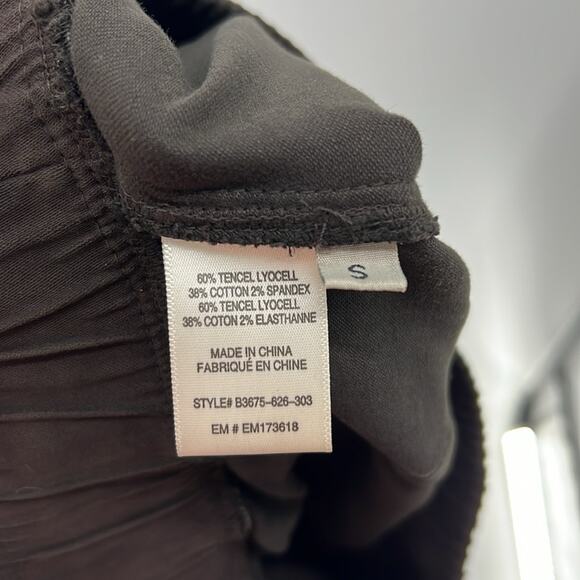 60% TENCEL LYOCELL
38% COTTON 2% SPANDEX
60% TENCEL LYOCELL
38% COTON 2% ELASTHANNE
MADE IN CHINA
FABRIQUÉ EN CHINE
STYLE# B3675-626-303
EM # EM173618
S